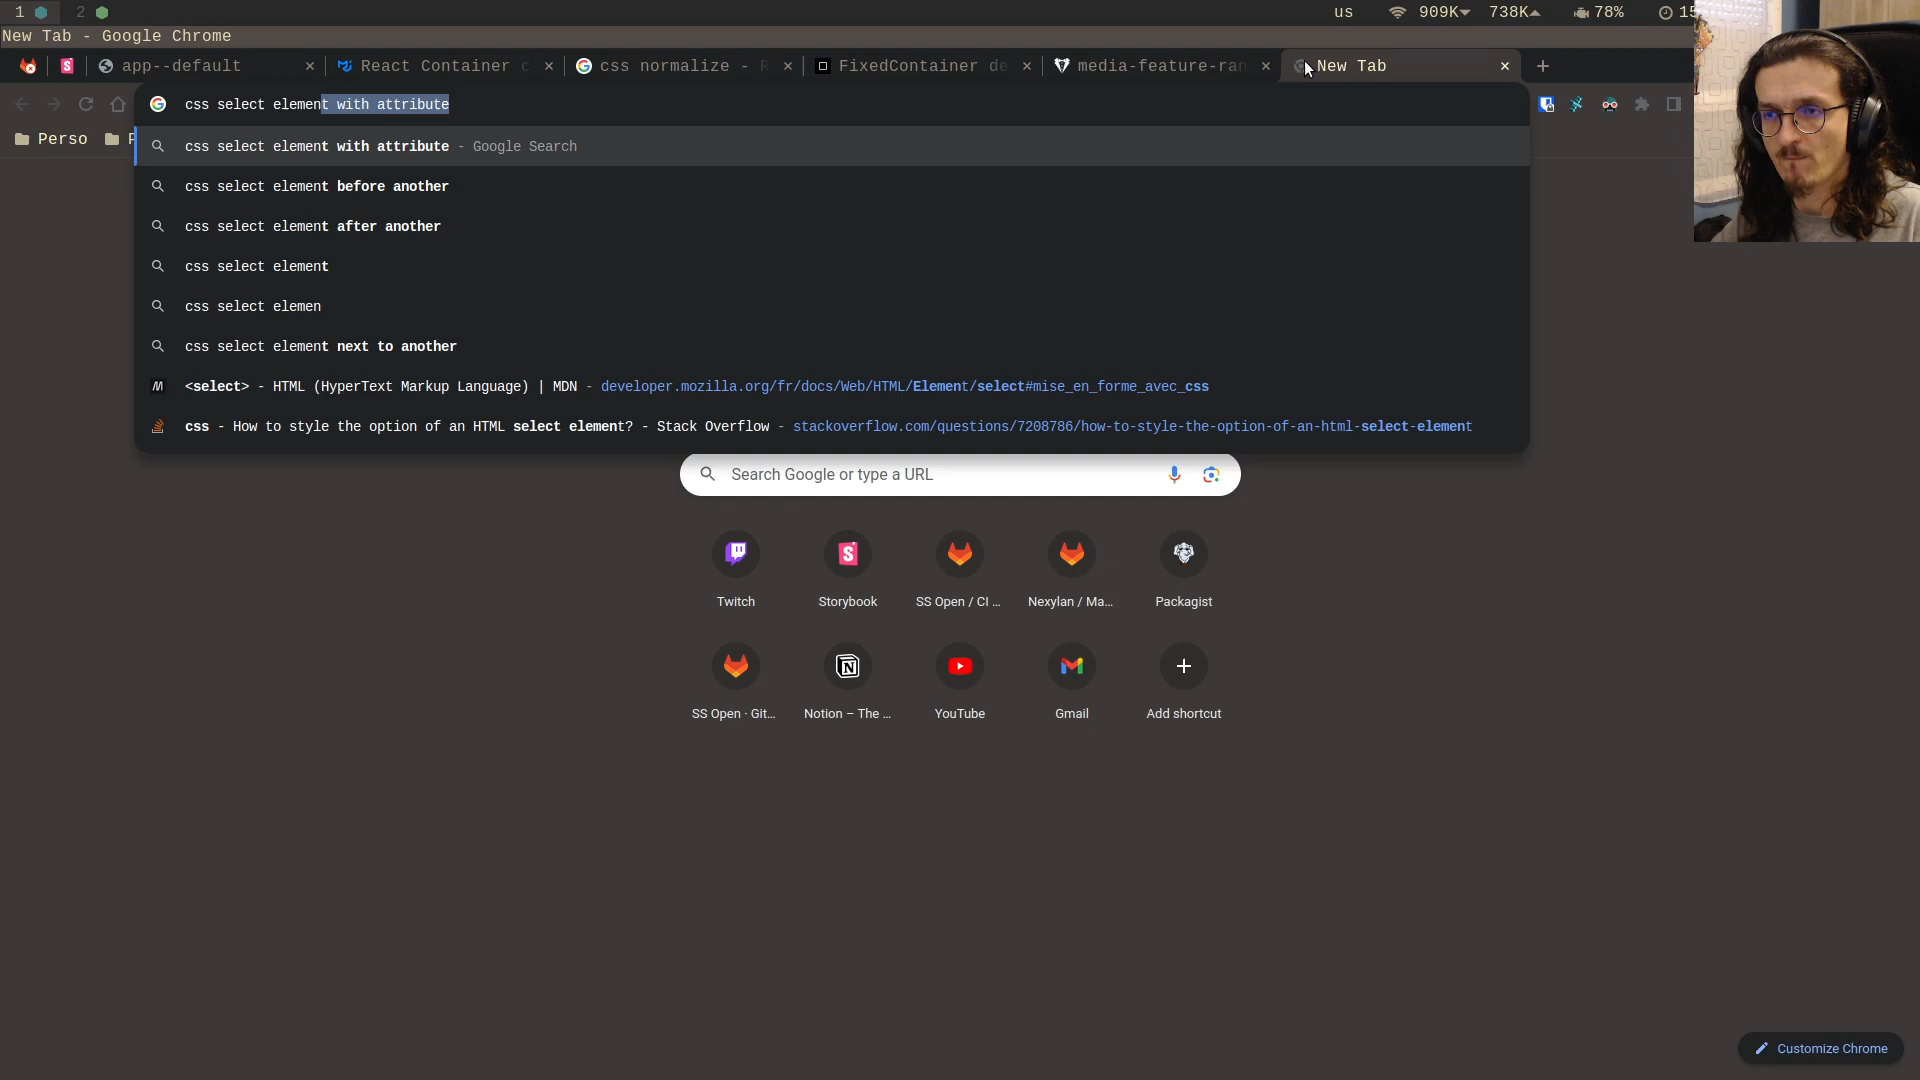 1 2 us 909K 738K 78% 15
New Tab - Google Chrome
app--default React Container c css normalize - R FixedContainer de media-feature-ran New Tab
css select element with attribute
Perso
css select element with attribute - Google Search
css select element before another
css select element after another
css select element
css select elemen
css select element next to another
<select> - HTML (HyperText Markup Language) | MDN - developer.mozilla.org/fr/docs/Web/HTML/Element/select#mise_en_forme_avec_css
css - How to style the option of an HTML select element? - Stack Overflow - stackoverflow.com/questions/7208786/how-to-style-the-option-of-an-html-select-element
Search Google or type a URL
Twitch Storybook SS Open / CI ... Nexylan / Ma... Packagist
SS Open · Git... Notion – The ... YouTube Gmail Add shortcut
Customize Chrome